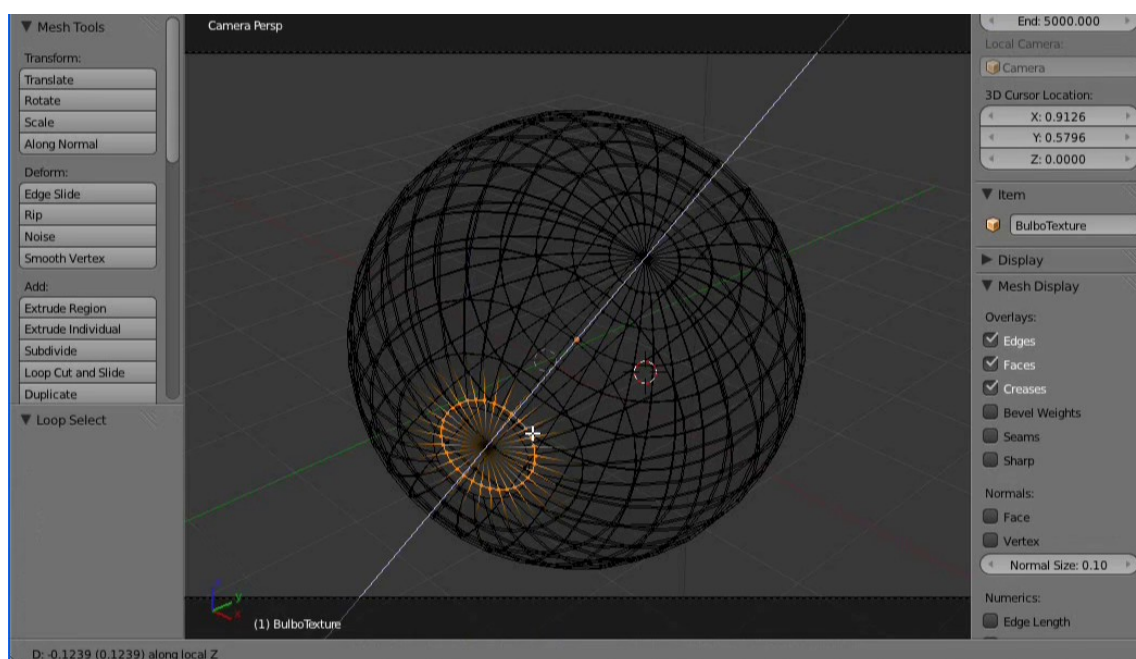 Mesh Tools
Transform:
Translate
Rotate
Scale
Along Normal
Deform:
Edge Slide
Rip
Noise
Smooth Vertex
Add:
Extrude Region
Extrude Individual
Subdivide
Loop Cut and Slide
Duplicate
Loop Select
Camera Persp
z
y
x
(1) BulboTexture
End: 5000.000
Local Camera:
Camera
3D Cursor Location:
X: 0.9126
Y: 0.5796
Z: 0.0000
Item
BulboTexture
Display
Mesh Display
Overlays:
Edges
Faces
Creases
Bevel Weights
Seams
Sharp
Normals:
Face
Vertex
Normal Size: 0.10
Numerics:
Edge Length
D: -0.1239 (0.1239) along local Z